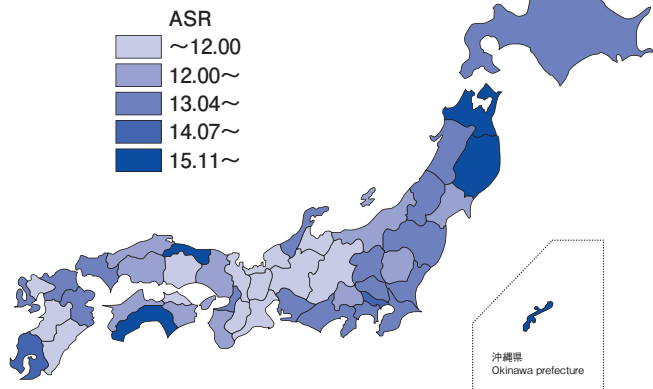 ASR
〜12.00
12.00〜
13.04〜
14.07〜
15.11〜
沖縄県
Okinawa prefecture